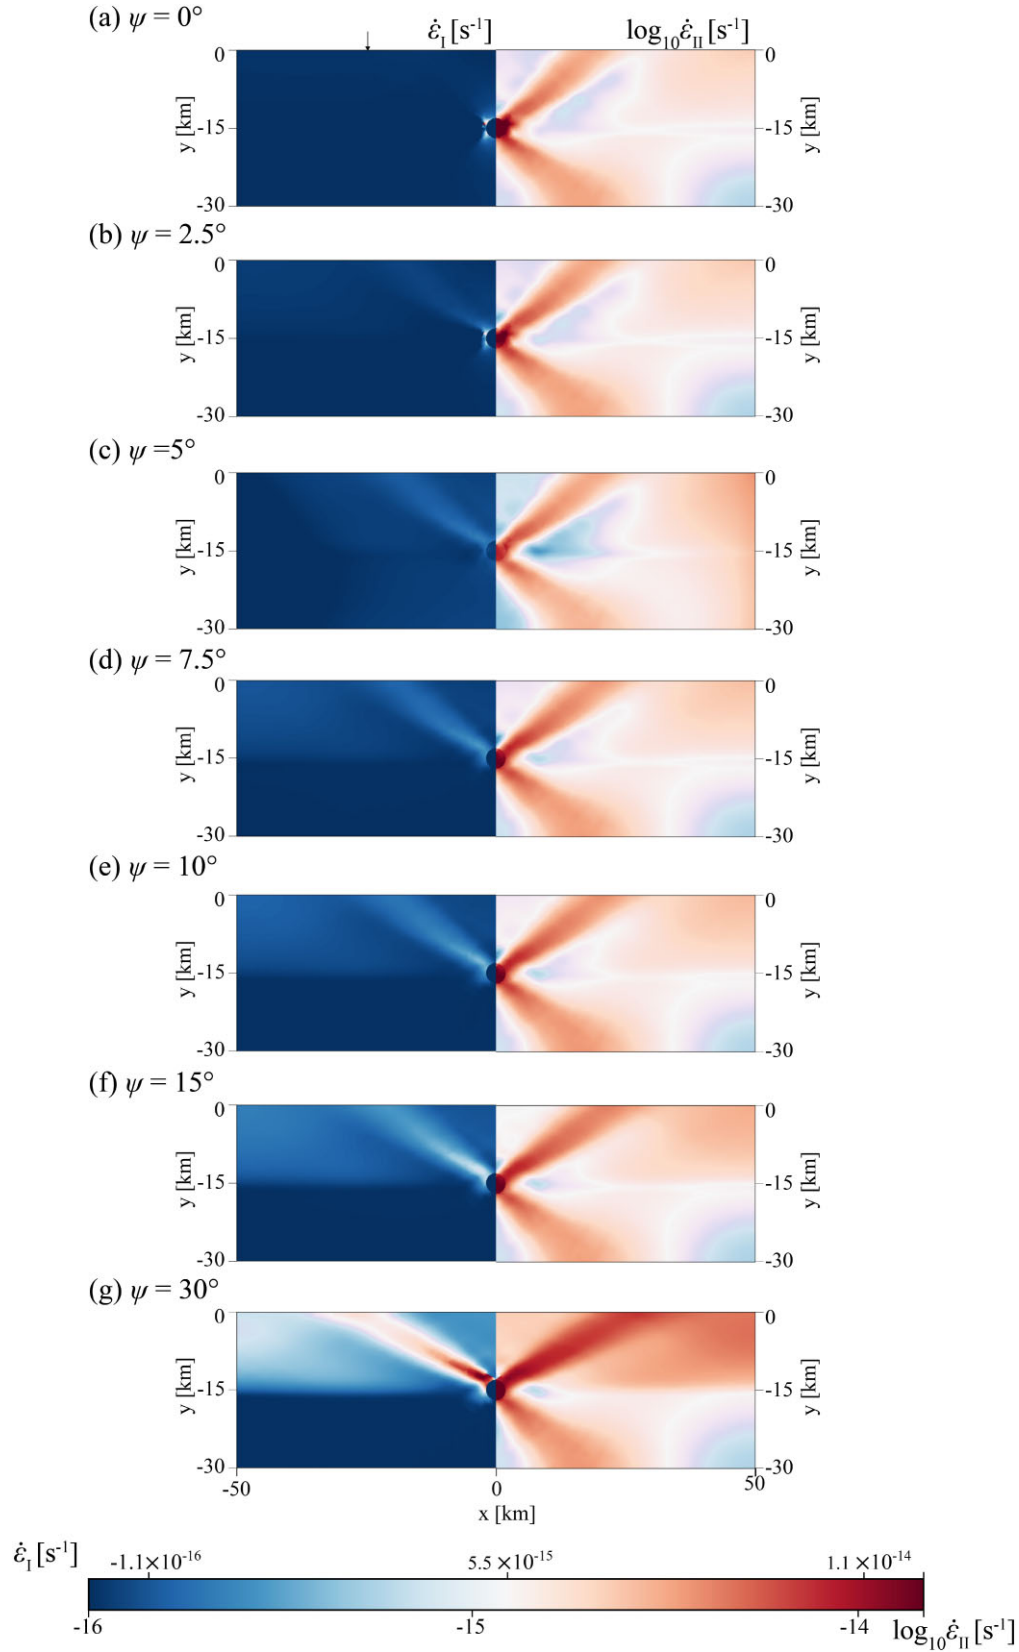 (a) ψ = 0°
ε̇I [s-1] log10ε̇II [s-1]
0 0
y [km] -15 -15 y [km]
-30 -30
(b) ψ = 2.5°
0 0
y [km] -15 -15 y [km]
-30 -30
(c) ψ =5°
0 0
y [km] -15 -15 y [km]
-30 -30
(d) ψ = 7.5°
0 0
y [km] -15 -15 y [km]
-30 -30
(e) ψ = 10°
0 0
y [km] -15 -15 y [km]
-30 -30
(f) ψ = 15°
0 0
y [km] -15 -15 y [km]
-30 -30
(g) ψ = 30°
0 0
y [km] -15 -15 y [km]
-30 -30
-50 0 50
x [km]
ε̇I [s-1] -1.1×10-16 5.5 ×10-15 1.1 ×10-14
-16 -15 -14 log10ε̇II [s-1]